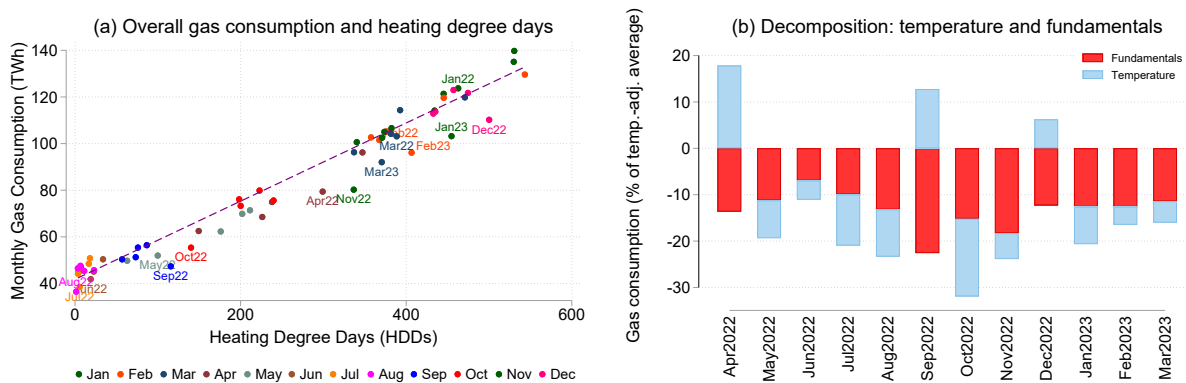 (a) Overall gas consumption and heating degree days
Monthly Gas Consumption (TWh)
140
120
100
80
60
40
0
200
400
600
Heating Degree Days (HDDs)
Jan22
Feb22
Mar22
Jan23
Dec22
Feb23
Mar23
Apr22
Nov22
Oct22
May22
Sep22
Aug22
Jun22
Jul22
Jan Feb Mar Apr May Jun Jul Aug Sep Oct Nov Dec
(b) Decomposition: temperature and fundamentals
Gas consumption (% of temp.-adj. average)
20
10
0
-10
-20
-30
Fundamentals
Temperature
Apr2022
May2022
Jun2022
Jul2022
Aug2022
Sep2022
Oct2022
Nov2022
Dec2022
Jan2023
Feb2023
Mar2023